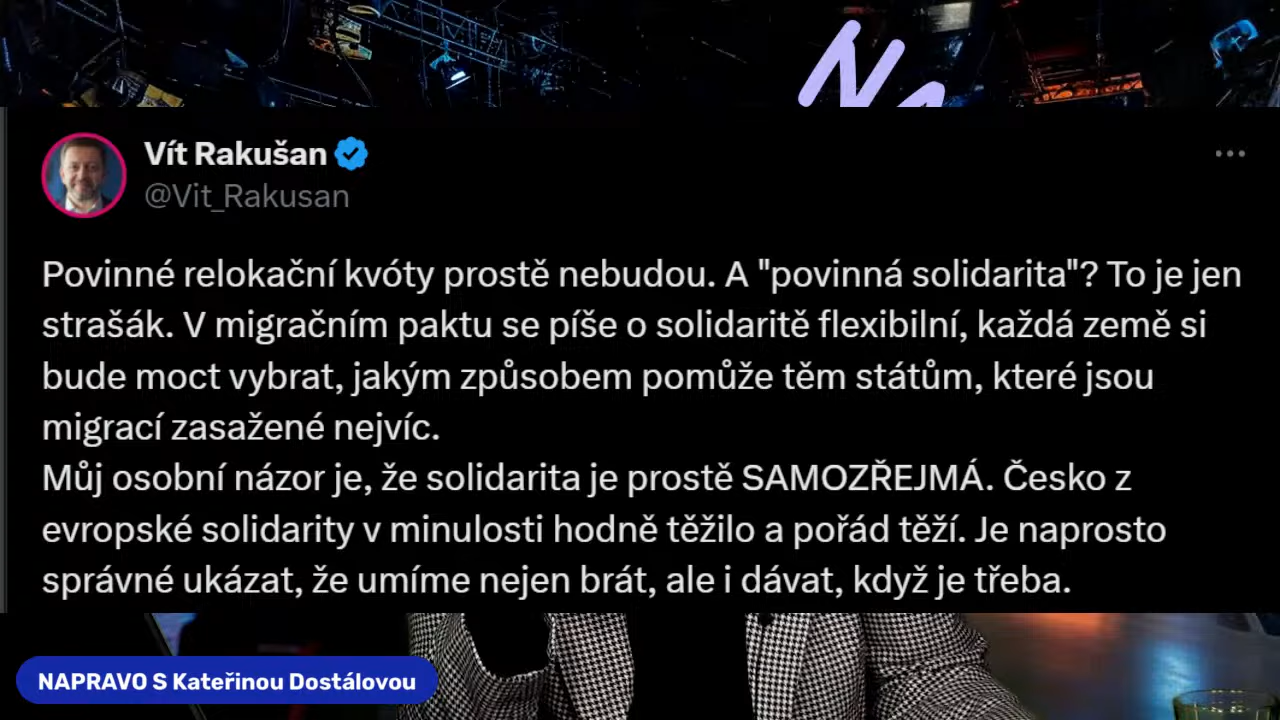 Na
Vít Rakušan
@Vit_Rakusan
Povinné relokační kvóty prostě nebudou. A "povinná solidarita"? To je jen
strašák. V migračním paktu se píše o solidaritě flexibilní, každá země si
bude moct vybrat, jakým způsobem pomůže těm státům, které jsou
migrací zasažené nejvíc.
Můj osobní názor je, že solidarita je prostě SAMOZŘEJMÁ. Česko z
evropské solidarity v minulosti hodně těžilo a pořád těží. Je naprosto
správné ukázat, že umíme nejen brát, ale i dávat, když je třeba.
NAPRAVO S Kateřinou Dostálovou